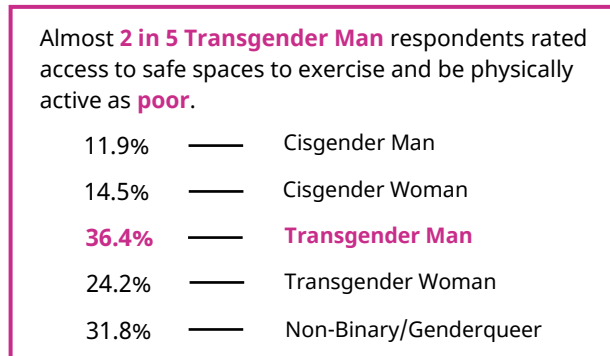 Almost 2 in 5 Transgender Man respondents rated
access to safe spaces to exercise and be physically
active as poor.
11.9% Cisgender Man
14.5% Cisgender Woman
36.4% Transgender Man
24.2% Transgender Woman
31.8% Non-Binary/Genderqueer